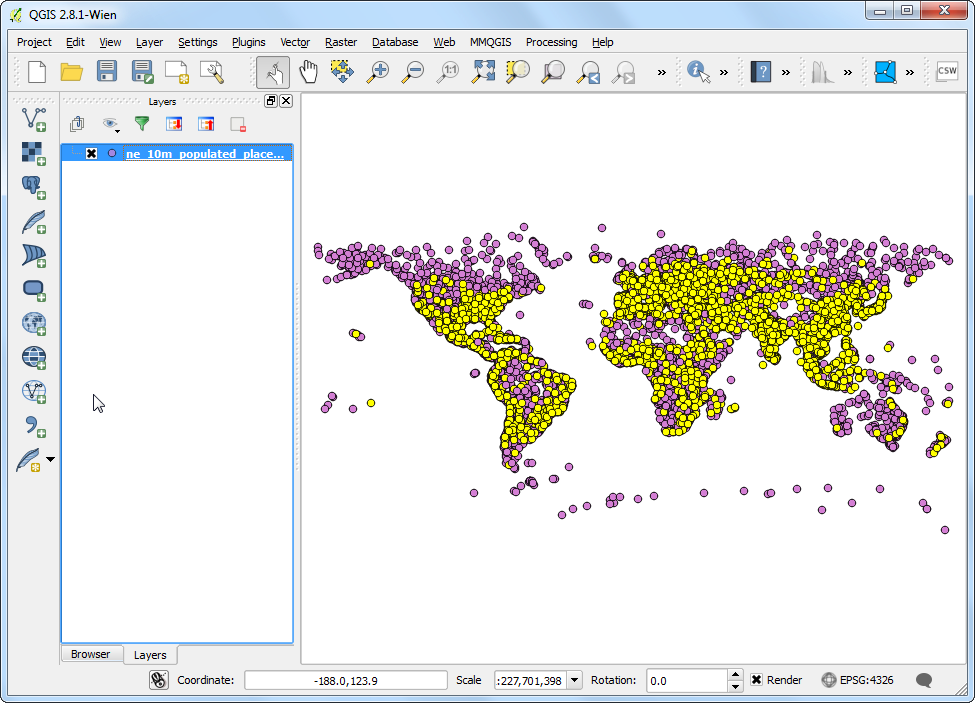 QGIS 2.8.1-Wien
Project Edit View Layer Settings Plugins Vector Raster Database Web MMQGIS Processing Help
1:1 » » ? » » » CSW
Layers
ne_10m_populated_place...
Browser Layers
Coordinate: -188.0,123.9 Scale :227,701,398 Rotation: 0.0 Render EPSG:4326